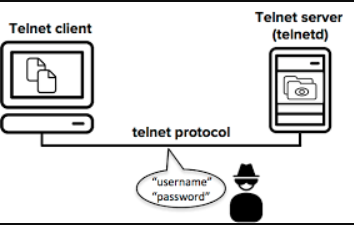 Telnet client
Telnet server
(telnetd)
telnet protocol
"username"
"password"